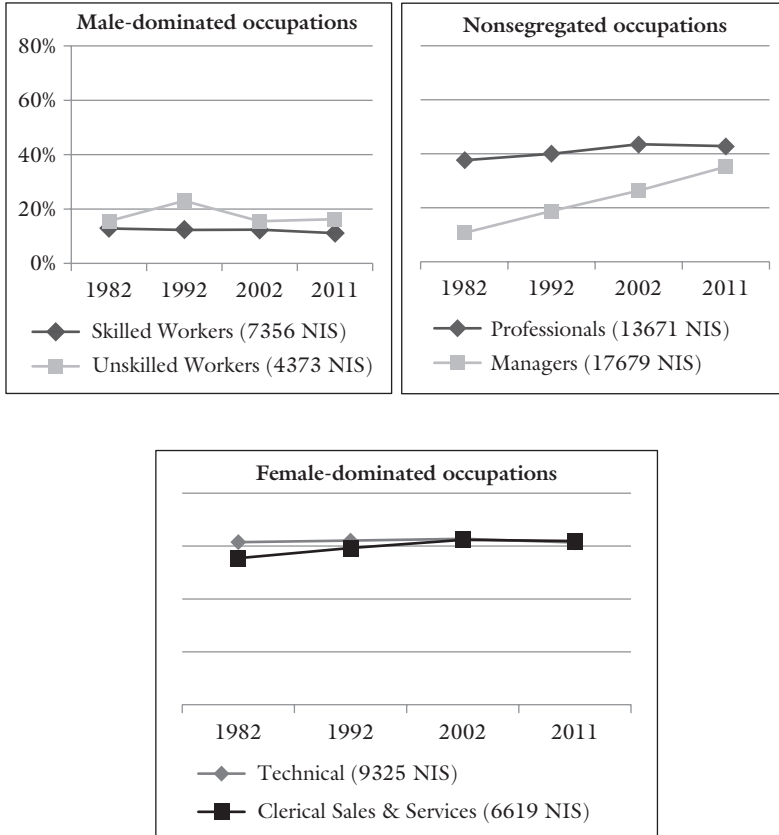 Male-dominated occupations
80%
60%
40%
20%
0%
1982 1992 2002 2011
Skilled Workers (7356 NIS)
Unskilled Workers (4373 NIS)
Nonsegregated occupations
1982 1992 2002 2011
Professionals (13671 NIS)
Managers (17679 NIS)
Female-dominated occupations
1982 1992 2002 2011
Technical (9325 NIS)
Clerical Sales & Services (6619 NIS)